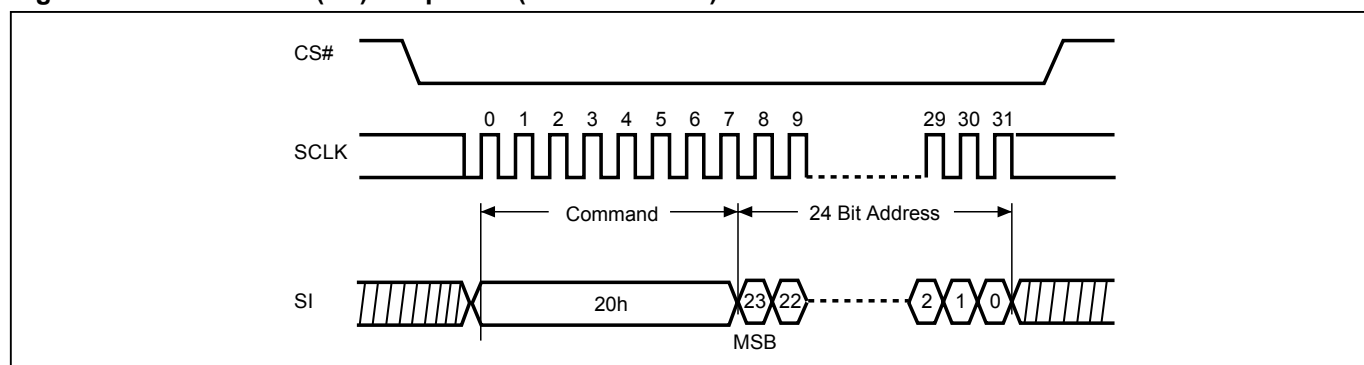 CS#
0 1 2 3 4 5 6 7 8 9 29 30 31
SCLK
Command 24 Bit Address
SI 20h 23 22 2 1 0
MSB